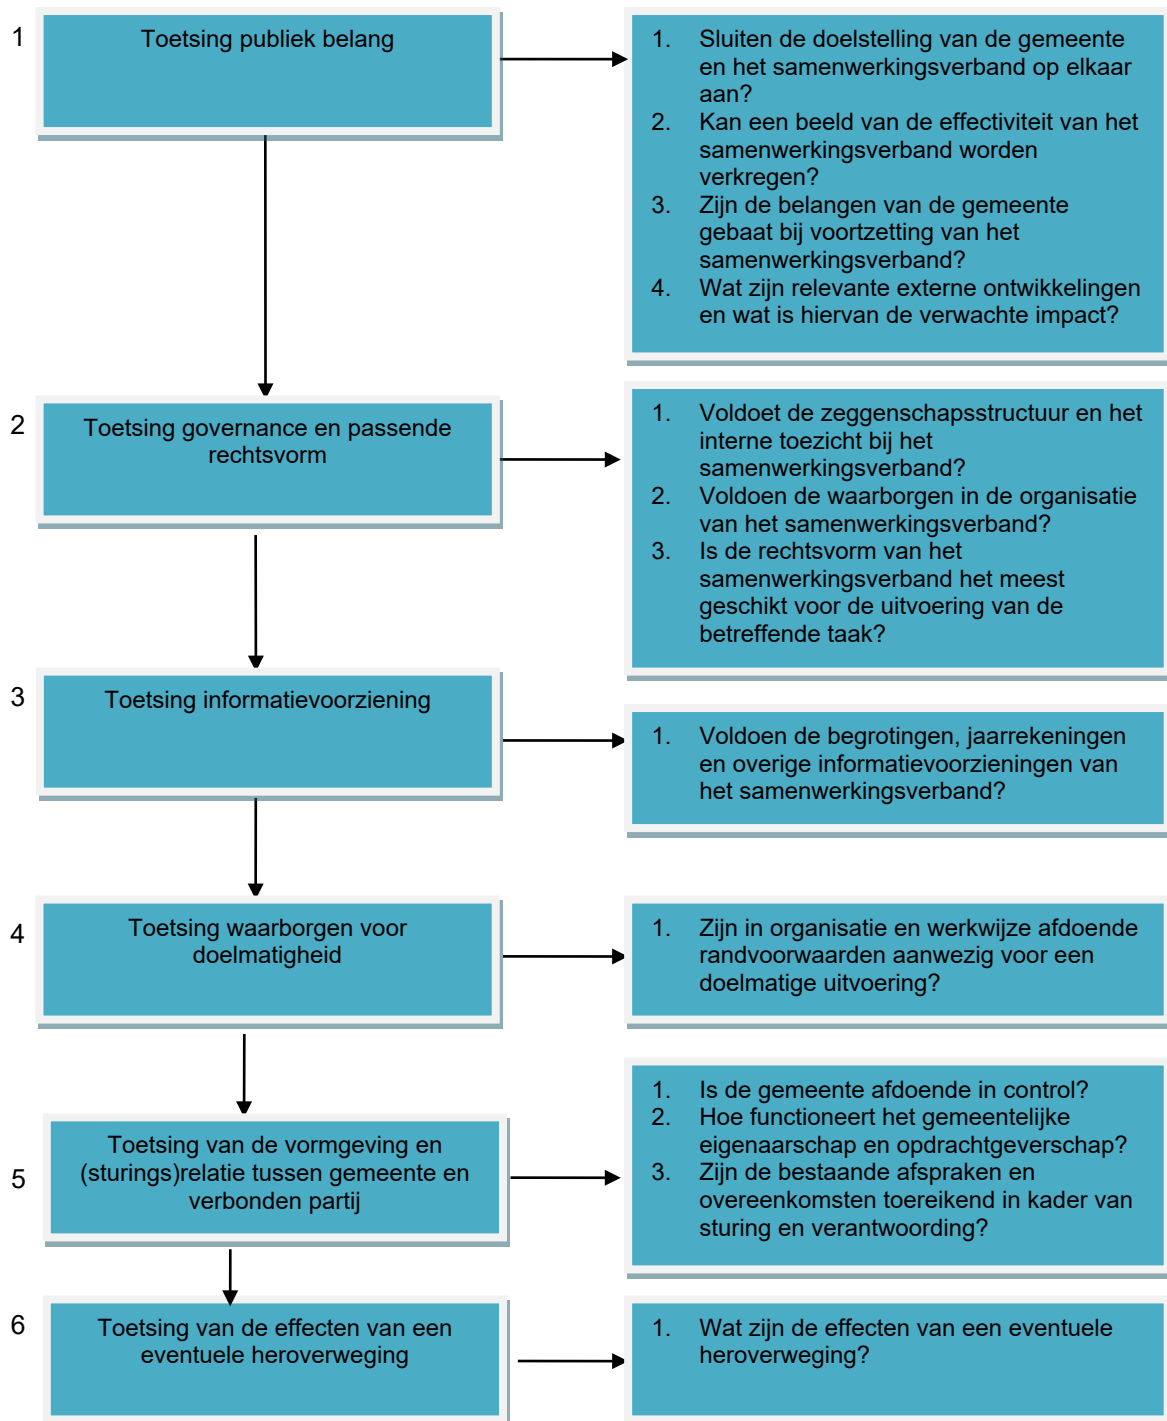 1
Toetsing publiek belang
1. Sluiten de doelstelling van de gemeente
en het samenwerkingsverband op elkaar
aan?
2. Kan een beeld van de effectiviteit van het
samenwerkingsverband worden
verkregen?
3. Zijn de belangen van de gemeente
gebaat bij voortzetting van het
samenwerkingsverband?
4. Wat zijn relevante externe ontwikkelingen
en wat is hiervan de verwachte impact?
2
Toetsing governance en passende
rechtsvorm
1. Voldoet de zeggenschapsstructuur en het
interne toezicht bij het
samenwerkingsverband?
2. Voldoen de waarborgen in de organisatie
van het samenwerkingsverband?
3. Is de rechtsvorm van het
samenwerkingsverband het meest
geschikt voor de uitvoering van de
betreffende taak?
3
Toetsing informatievoorziening
1. Voldoen de begrotingen, jaarrekeningen
en overige informatievoorzieningen van
het samenwerkingsverband?
4
Toetsing waarborgen voor
doelmatigheid
1. Zijn in organisatie en werkwijze afdoende
randvoorwaarden aanwezig voor een
doelmatige uitvoering?
5
Toetsing van de vormgeving en
(sturings)relatie tussen gemeente en
verbonden partij
1. Is de gemeente afdoende in control?
2. Hoe functioneert het gemeentelijke
eigenaarschap en opdrachtgeverschap?
3. Zijn de bestaande afspraken en
overeenkomsten toereikend in kader van
sturing en verantwoording?
6
Toetsing van de effecten van een
eventuele heroverweging
1. Wat zijn de effecten van een eventuele
heroverweging?